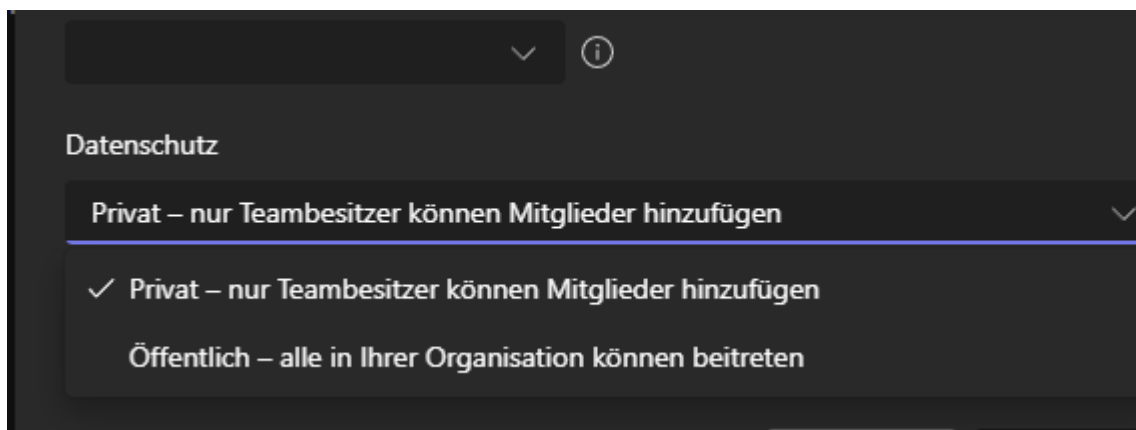 Datenschutz
Privat – nur Teambesitzer können Mitglieder hinzufügen
Privat – nur Teambesitzer können Mitglieder hinzufügen
Öffentlich – alle in Ihrer Organisation können beitreten